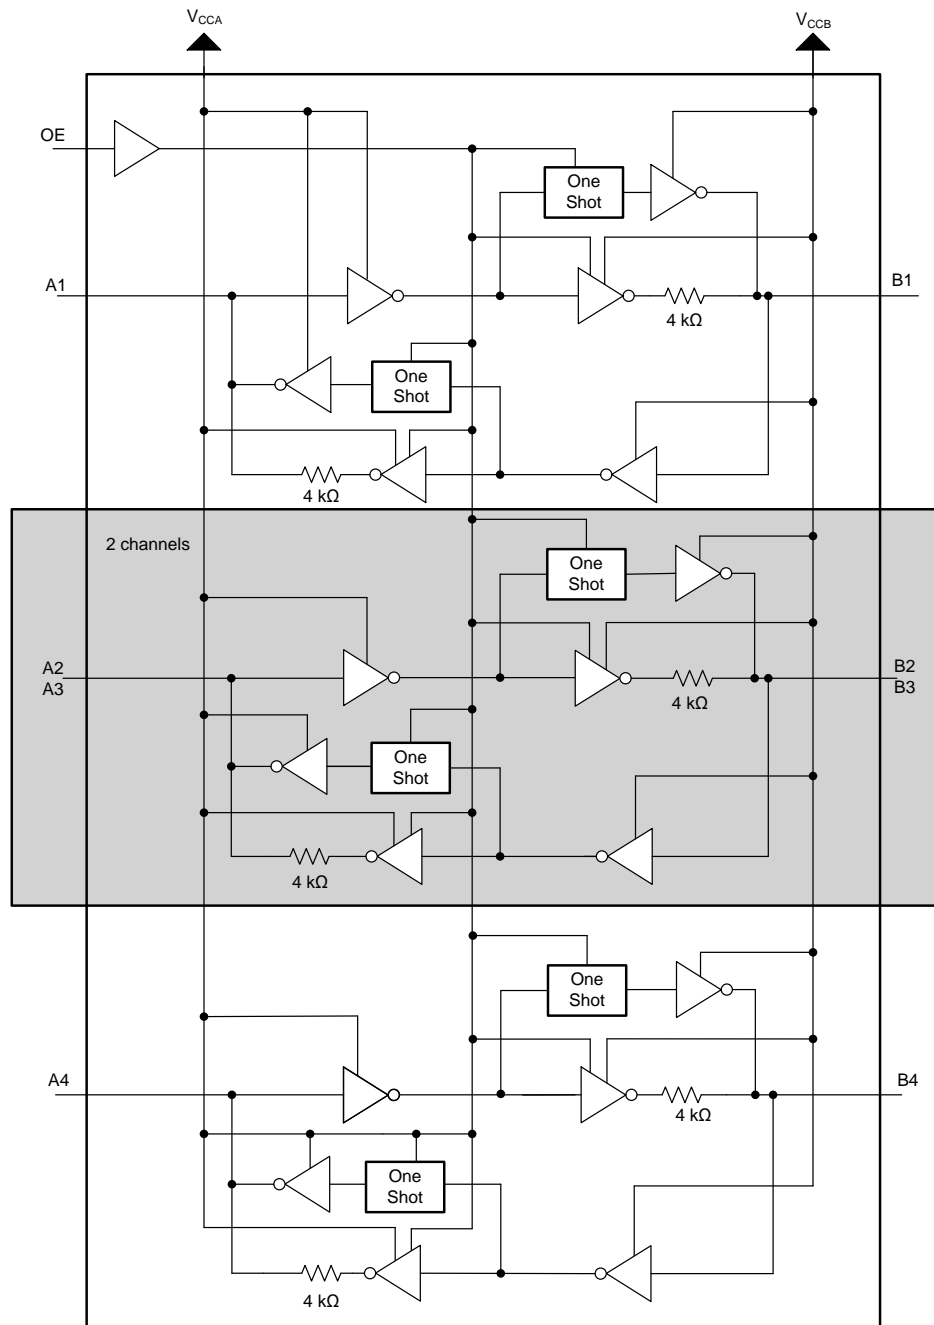 VCCA
VCCB
OE
One
Shot
A1
B1
4 kΩ
One
Shot
4 kΩ
2 channels
One
Shot
A2
A3
B2
B3
4 kΩ
One
Shot
4 kΩ
One
Shot
A4
B4
4 kΩ
One
Shot
4 kΩ